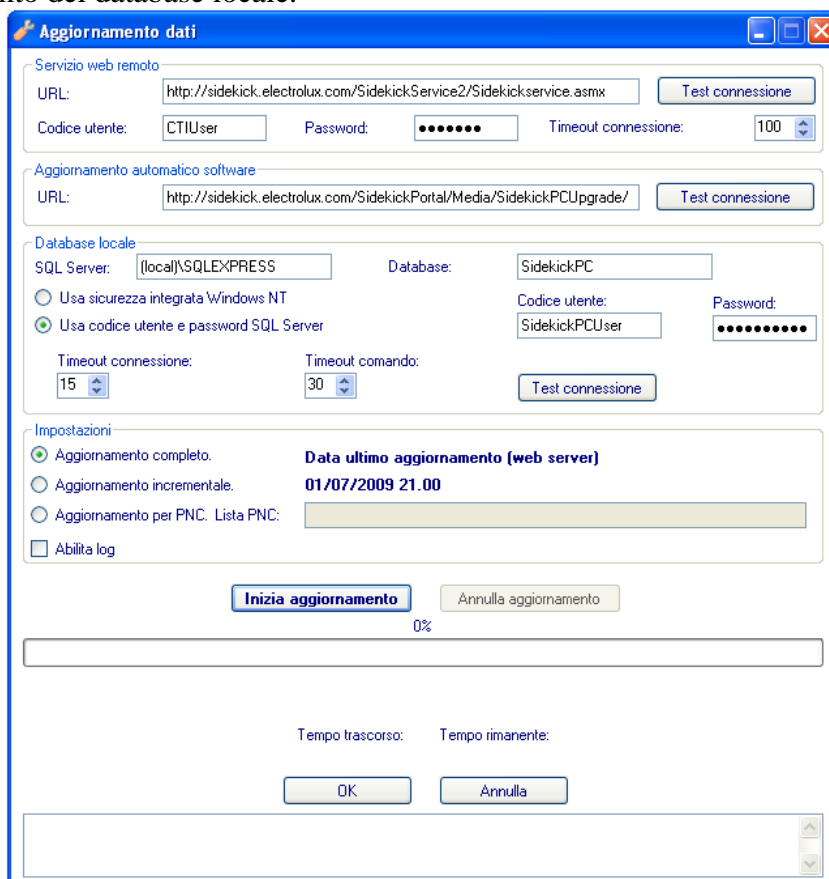 nto del database locale.
Aggiornamento dati
Servizio web remoto
URL: http://sidekick.electrolux.com/SidekickService2/Sidekickservice.asmx Test connessione
Codice utente: CTIUser Password: ●●●●●●● Timeout connessione: 100
Aggiornamento automatico software
URL: http://sidekick.electrolux.com/SidekickPortal/Media/SidekickPCUpgrade/ Test connessione
Database locale
SQL Server: (local)\SQLEXPRESS Database: SidekickPC
Usa sicurezza integrata Windows NT Codice utente: Password:
Usa codice utente e password SQL Server SidekickPCUser ●●●●●●●●●●
Timeout connessione: Timeout comando:
15 30 Test connessione
Impostazioni
Aggiornamento completo. Data ultimo aggiornamento (web server)
Aggiornamento incrementale. 01/07/2009 21.00
Aggiornamento per PNC. Lista PNC:
Abilita log
Inizia aggiornamento Annulla aggiornamento
0%
Tempo trascorso: Tempo rimanente:
OK Annulla